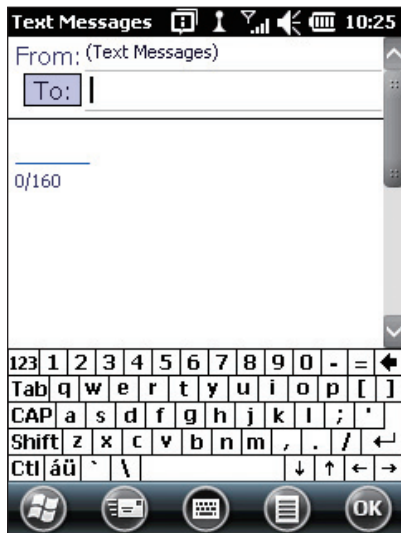 Text Messages 10:25
From: (Text Messages)
To:
0/160
123 1 2 3 4 5 6 7 8 9 0 - = 
Tab q w e r t y u i o p [ ]
CAP a s d f g h j k l ; '
Shift z x c v b n m , . / ↵
Ctl áü ` \ ↓ ↑ ← →
OK